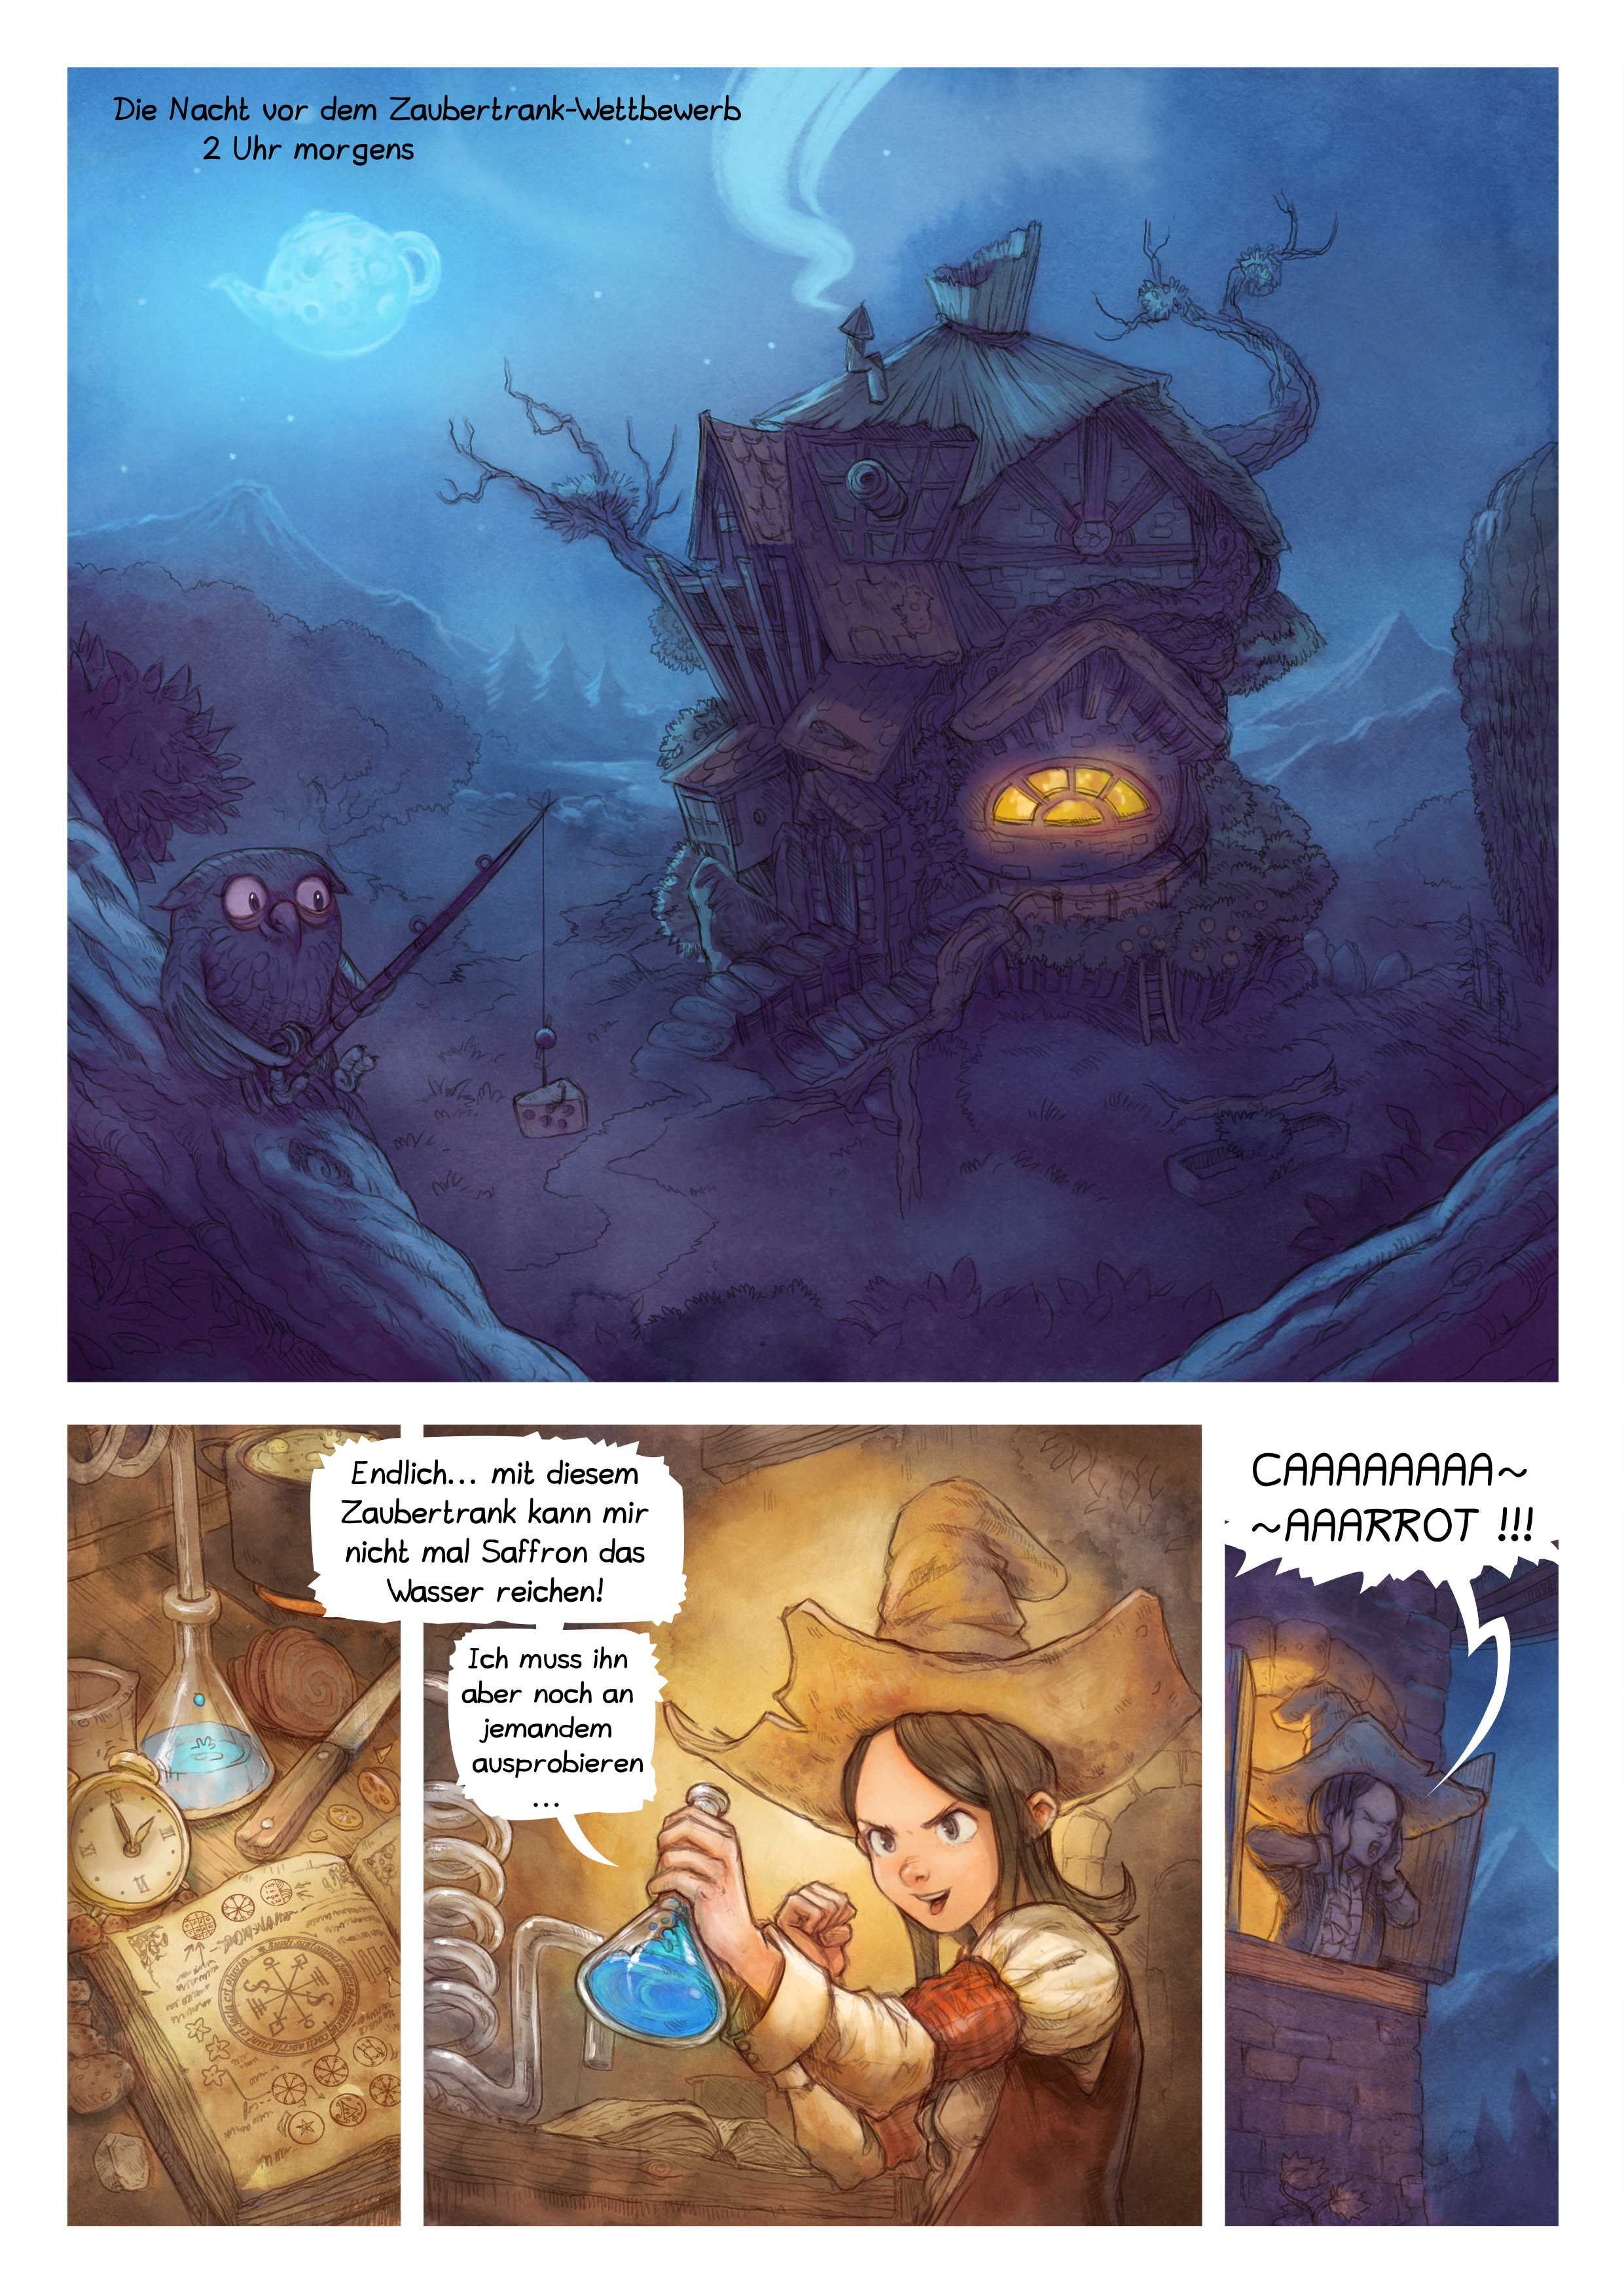 Die Nacht vor dem Zaubertrank-Wettbewerb
2 Uhr morgens
Endlich... mit diesem
Zaubertrank kann mir
nicht mal Saffron das
Wasser reichen!
Ich muss ihn
aber noch an
jemandem
ausprobieren
...
CAAAAAAAAA~
~AAARROT !!!